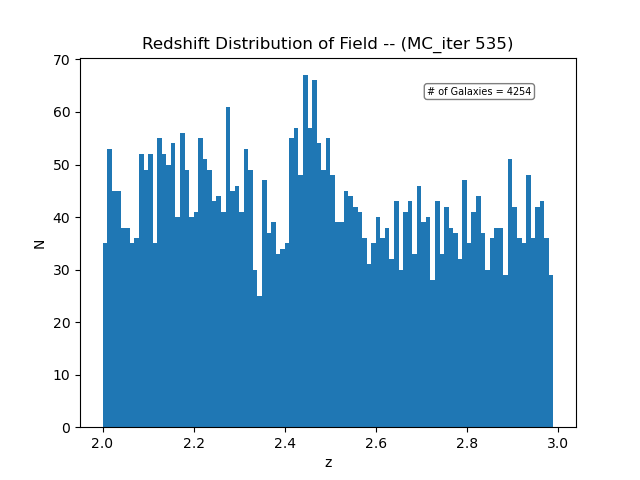 Redshift Distribution of Field -- (MC_iter 535)
# of Galaxies = 4254
70
60
50
40
30
20
10
0
N
2.0 2.2 2.4 2.6 2.8 3.0
z